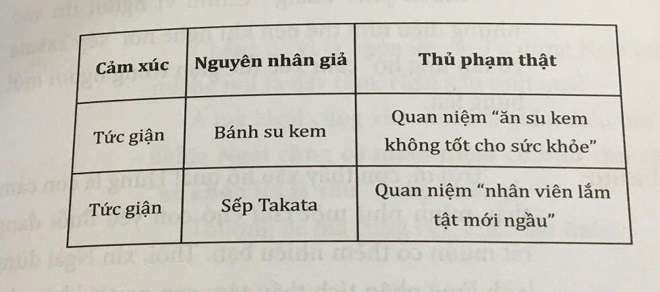 Cảm xúc Nguyên nhân giả Thủ phạm thật
Tức giận Bánh su kem Quan niệm “ăn su kem
không tốt cho sức khỏe”
Tức giận Sếp Takata Quan niệm “nhân viên lắm
tật mới ngầu”